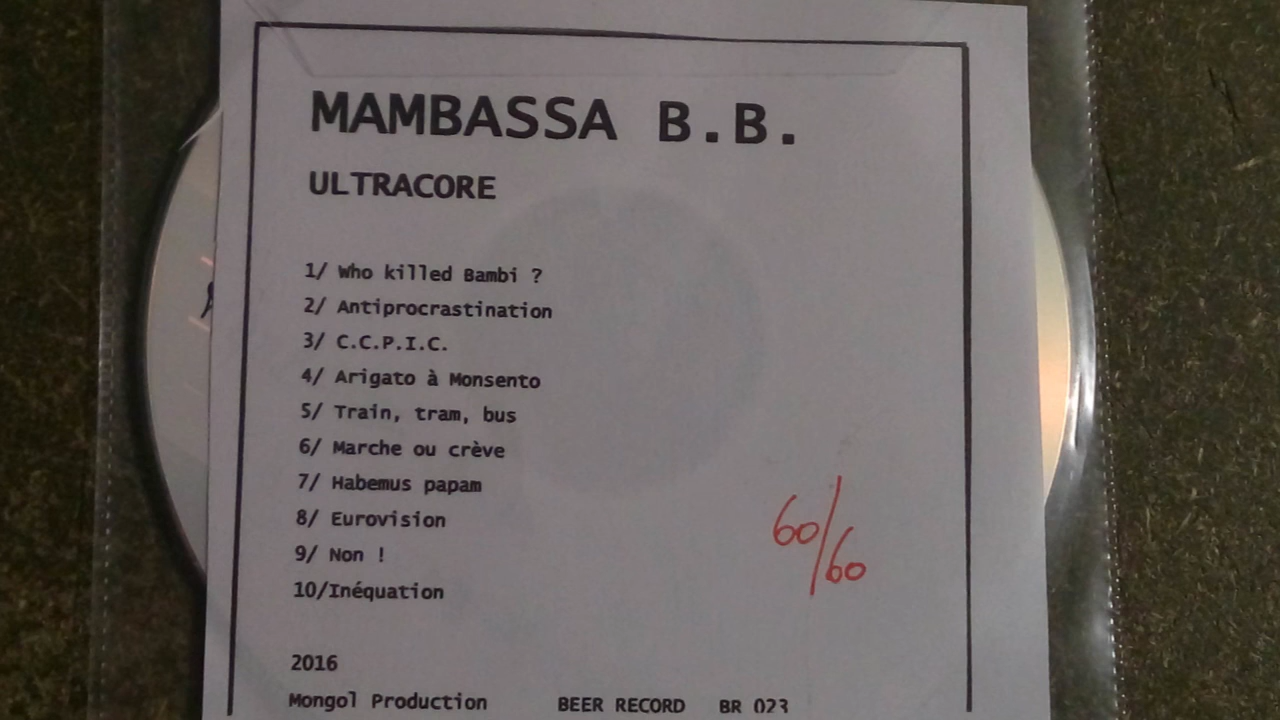 MAMBASSA B.B.
ULTRACORE
1/ Who killed Bambi ?
2/ Antiprocrastination
3/ C.C.P.I.C.
4/ Arigato à Monsento
5/ Train, tram, bus
6/ Marche ou crève
7/ Habemus papam
8/ Eurovision
9/ Non !
10/Inéquation
60/60
2016
Mongol Production BEER RECORD BR 023